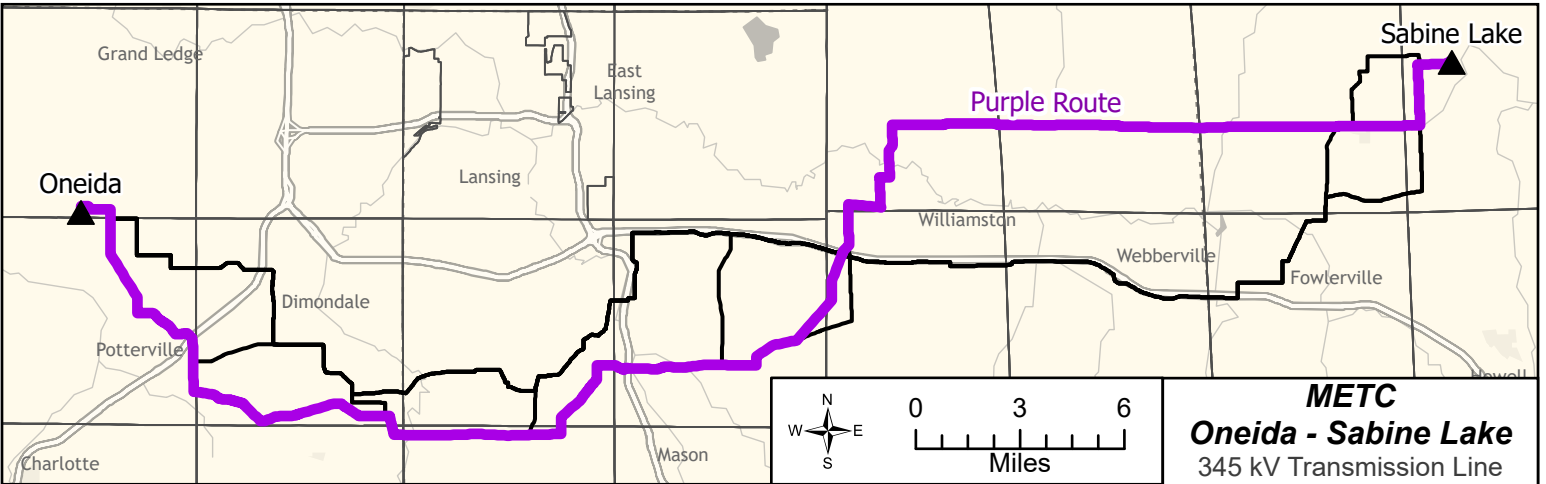 Sabine Lake
Grand Ledge
East
Lansing
Purple Route
Oneida
Lansing
Williamston
Webberville
Fowlerville
Dimondale
Potterville
Howell
N
W E
S
0 3 6
Miles
METC
Oneida - Sabine Lake
345 kV Transmission Line
Charlotte
Mason